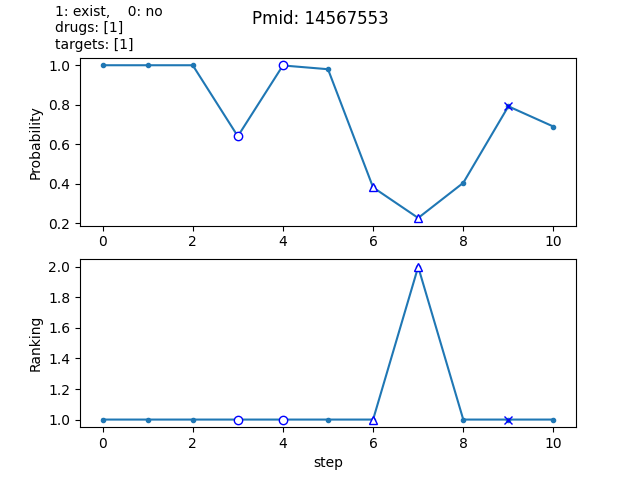 1: exist,    0: no
drugs: [1]
targets: [1]
Pmid: 14567553
Probability
1.0
0.8
0.6
0.4
0.2
0 2 4 6 8 10
Ranking
2.0
1.8
1.6
1.4
1.2
1.0
0 2 4 6 8 10
step